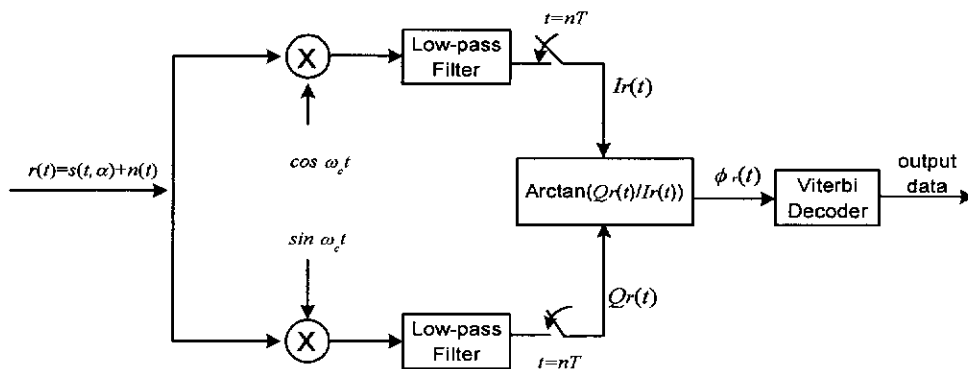 t=nT
X
Low-pass
Filter
Ir(t)
cos ω_c t
r(t)=s(t,α)+n(t)
Arctan(Qr(t)/Ir(t))
ϕ_r(t)
Viterbi
Decoder
output
data
sin ω_c t
X
Low-pass
Filter
Qr(t)
t=nT